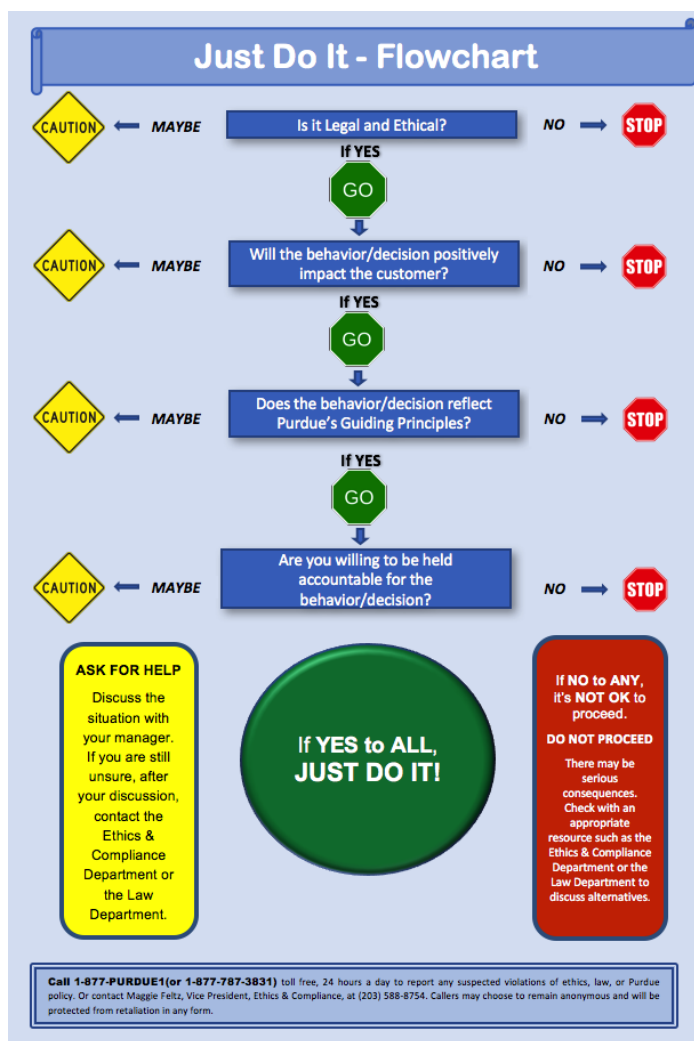 Just Do It - Flowchart
CAUTION
MAYBE
Is it Legal and Ethical?
NO
STOP
If YES
GO
CAUTION
MAYBE
Will the behavior/decision positively
impact the customer?
NO
STOP
If YES
GO
CAUTION
MAYBE
Does the behavior/decision reflect
Purdue's Guiding Principles?
NO
STOP
If YES
GO
CAUTION
MAYBE
Are you willing to be held
accountable for the
behavior/decision?
NO
STOP
ASK FOR HELP
Discuss the
situation with
your manager.
If you are still
unsure, after
your discussion,
contact the
Ethics &
Compliance
Department or
the Law
Department.
If YES to ALL,
JUST DO IT!
If NO to ANY,
it's NOT OK to
proceed.
DO NOT PROCEED
There may be
serious
consequences.
Check with an
appropriate
resource such as the
Ethics & Compliance
Department or the
Law Department to
discuss alternatives.
Call 1-877-PURDUE1(or 1-877-787-3831) toll free, 24 hours a day to report any suspected violations of ethics, law, or Purdue
policy. Or contact Maggie Feltz, Vice President, Ethics & Compliance, at (203) 588-8754. Callers may choose to remain anonymous and will be
protected from retaliation in any form.